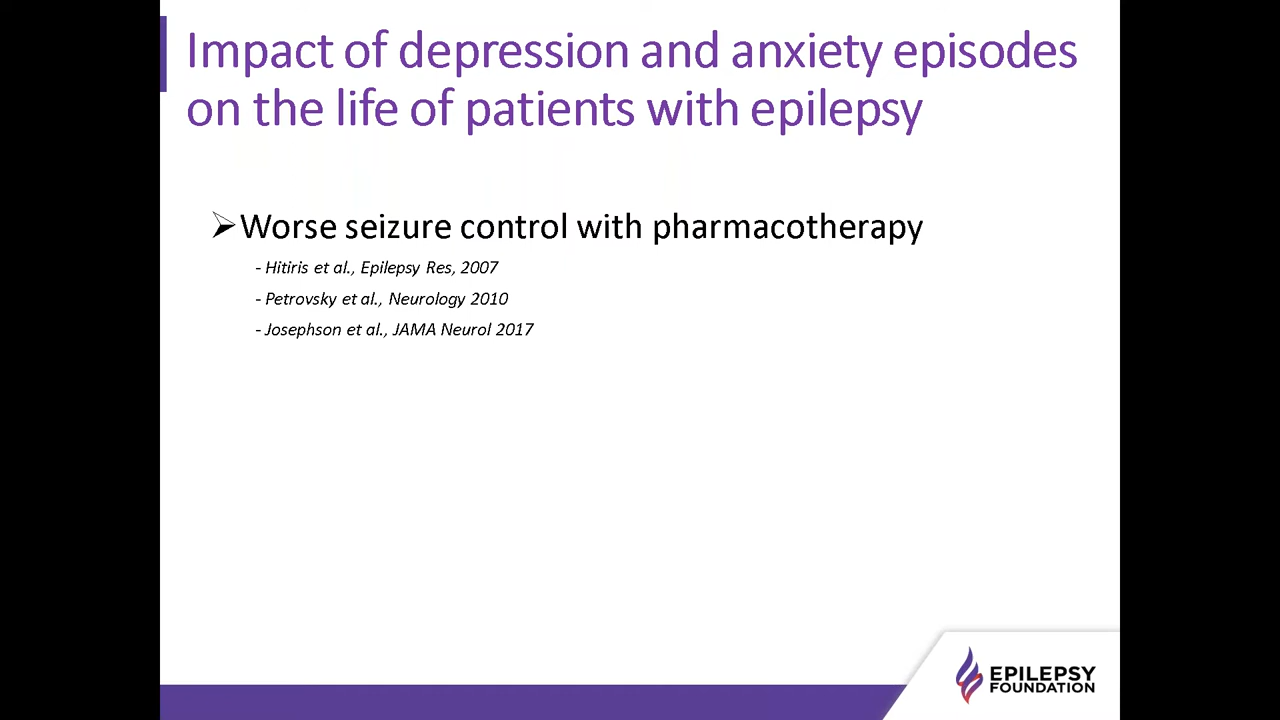 Impact of depression and anxiety episodes
on the life of patients with epilepsy
➢Worse seizure control with pharmacotherapy
- Hitiris et al., Epilepsy Res, 2007
- Petrovsky et al., Neurology 2010
- Josephson et al., JAMA Neurol 2017
EPILEPSY
FOUNDATION